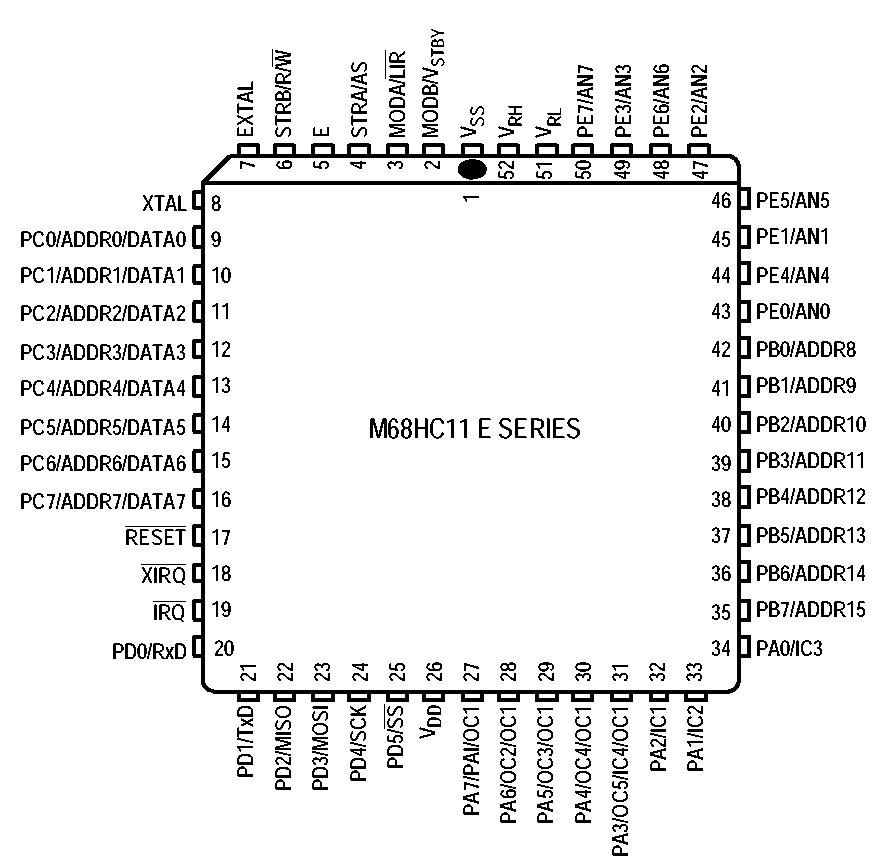 EXTAL
STRB/R/W̅
E
STRA/AS
MODA/L̅I̅R̅
MODB/VSTBY
VSS
VRH
VRL
PE7/AN7
PE3/AN3
PE6/AN6
PE2/AN2
7
6
5
4
3
2
1
52
51
50
49
48
47
XTAL 8
PC0/ADDR0/DATA0 9
PC1/ADDR1/DATA1 10
PC2/ADDR2/DATA2 11
PC3/ADDR3/DATA3 12
PC4/ADDR4/DATA4 13
PC5/ADDR5/DATA5 14
PC6/ADDR6/DATA6 15
PC7/ADDR7/DATA7 16
R̅E̅S̅E̅T̅ 17
X̅I̅R̅Q̅ 18
I̅R̅Q̅ 19
PD0/RxD 20
M68HC11 E SERIES
46 PE5/AN5
45 PE1/AN1
44 PE4/AN4
43 PE0/AN0
42 PB0/ADDR8
41 PB1/ADDR9
40 PB2/ADDR10
39 PB3/ADDR11
38 PB4/ADDR12
37 PB5/ADDR13
36 PB6/ADDR14
35 PB7/ADDR15
34 PA0/IC3
21
22
23
24
25
26
27
28
29
30
31
32
33
PD1/TxD
PD2/MISO
PD3/MOSI
PD4/SCK
PD5/S̅S̅
VDD
PA7/PAI/OC1
PA6/OC2/OC1
PA5/OC3/OC1
PA4/OC4/OC1
PA3/OC5/IC4/OC1
PA2/IC1
PA1/IC2